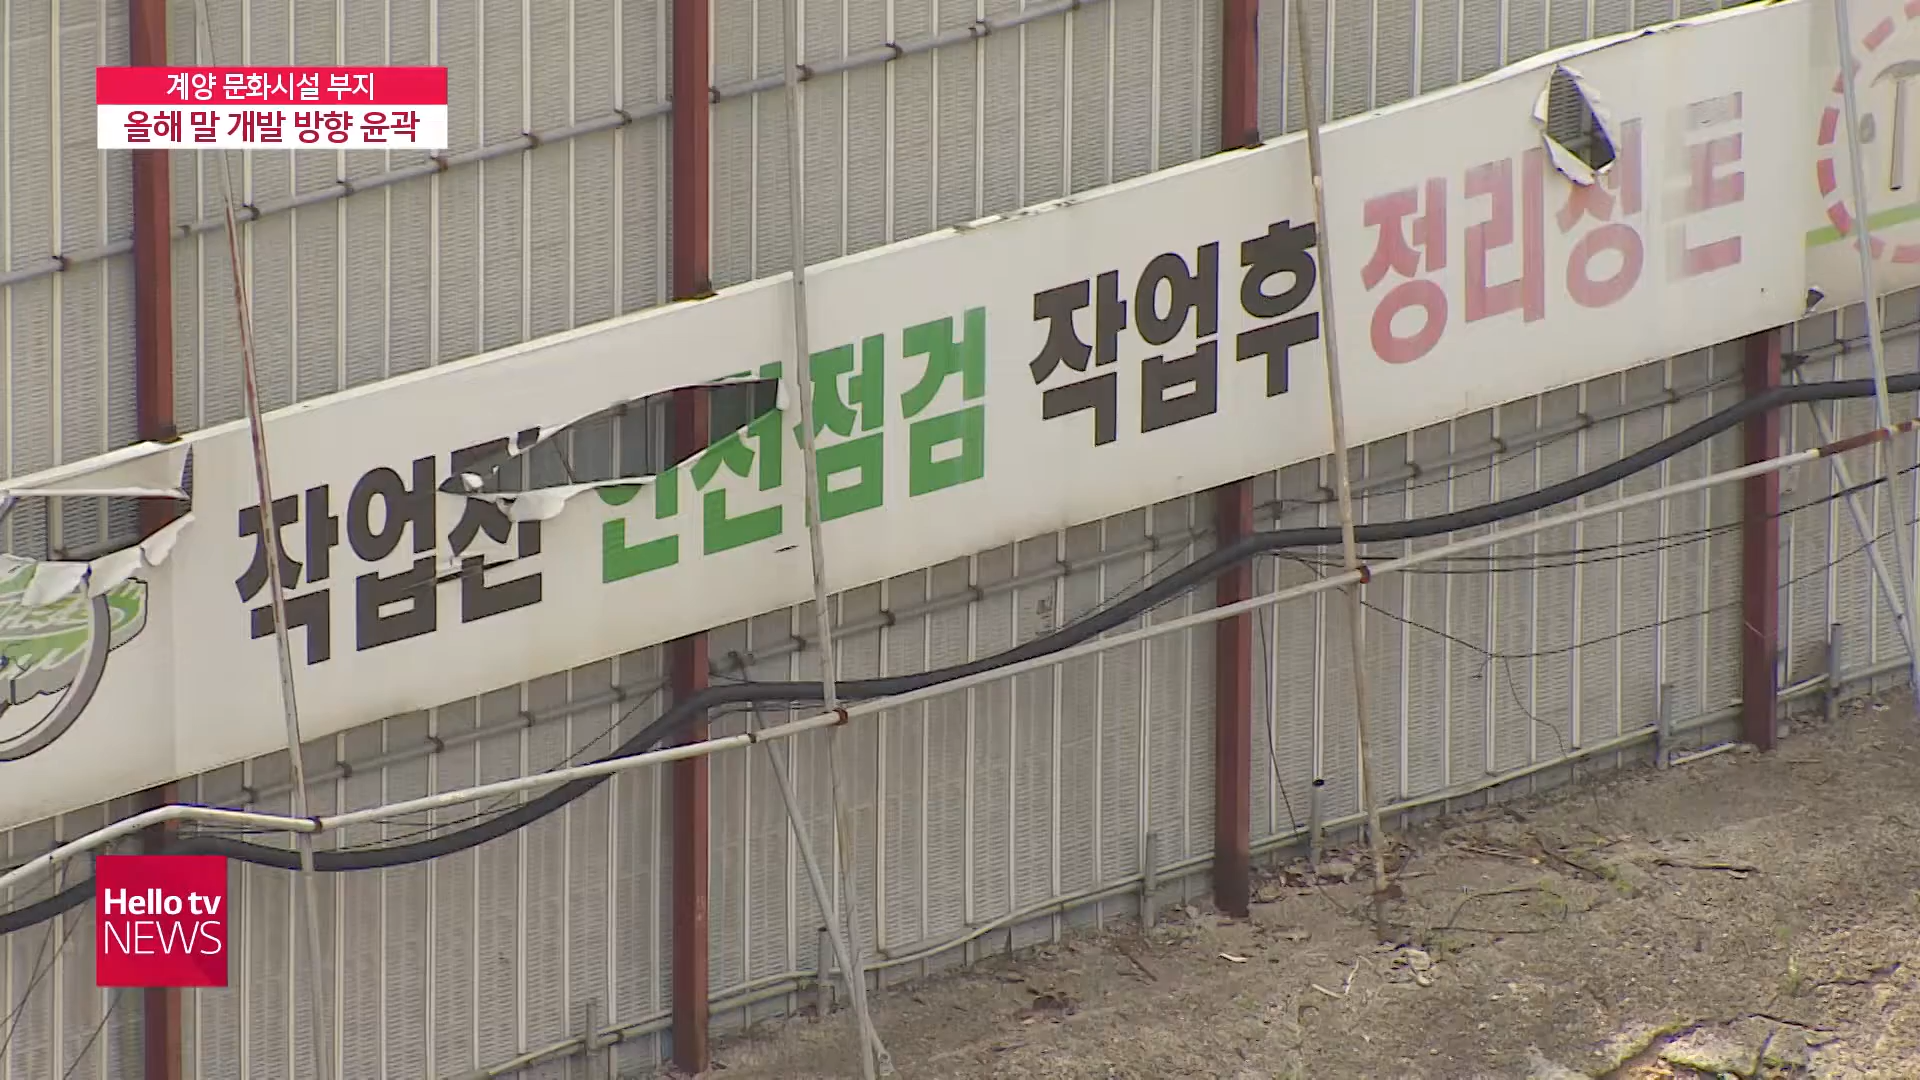 계양 문화시설 부지
올해 말 개발 방향 윤곽
작업전 안전점검 작업후 정리정돈
Hello tv
NEWS